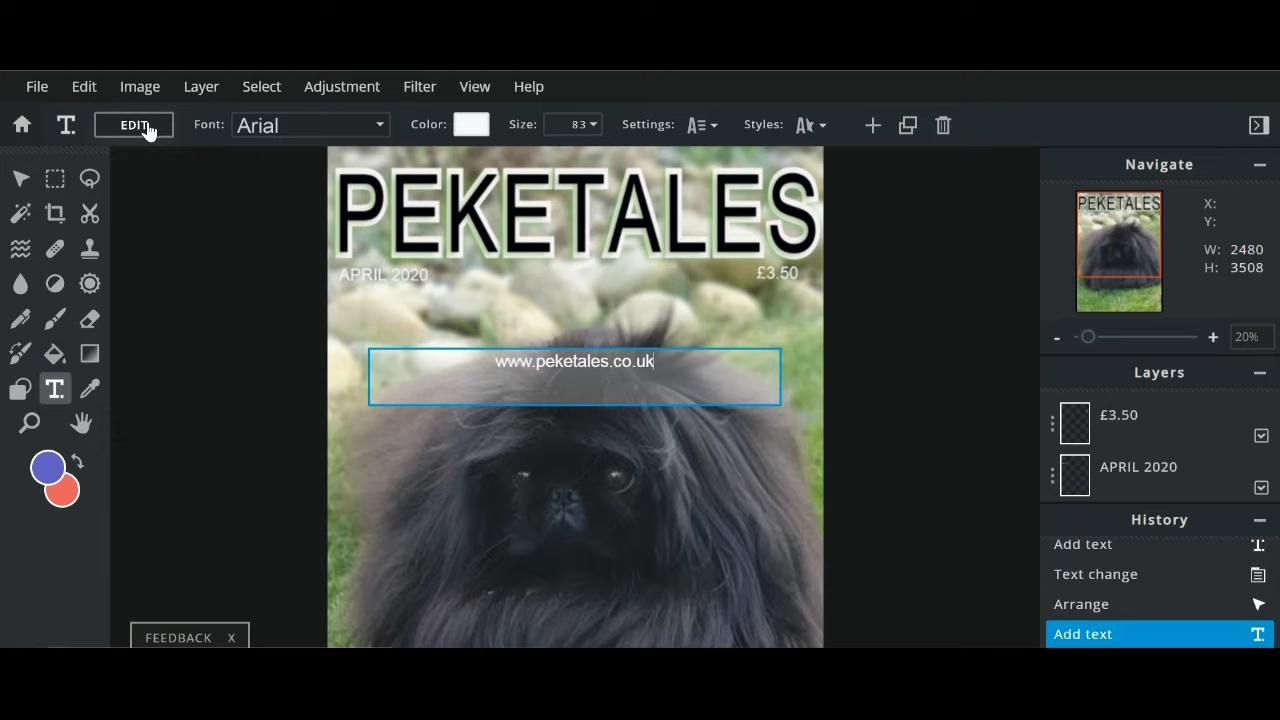 File Edit Image Layer Select Adjustment Filter View Help
EDIT Font: Arial Color: Size: 83 Settings: Styles:
PEKETALES
APRIL 2020 £3.50
www.peketales.co.uk
FEEDBACK X
Navigate
PEKETALES
X:
Y:
W: 2480
H: 3508
- + 20%
Layers
£3.50
APRIL 2020
History
Add text
Text change
Arrange
Add text